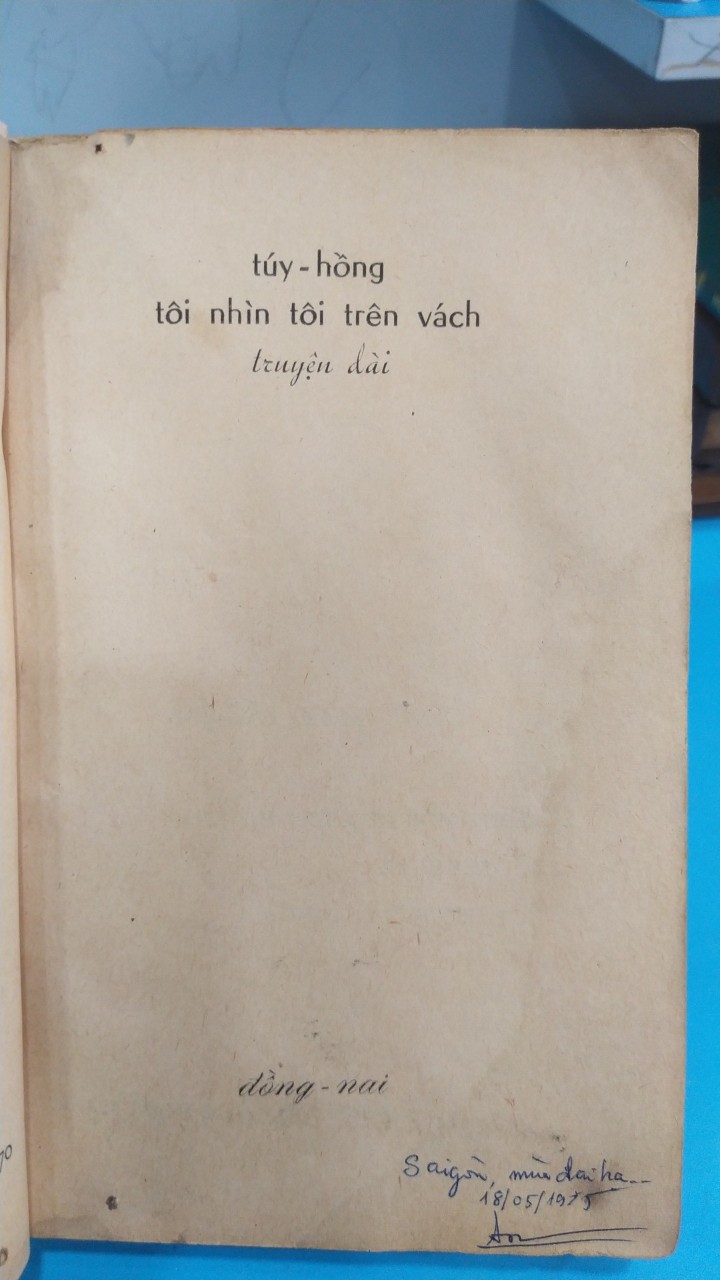 túy-hồng
tôi nhìn tôi trên vách
truyện dài
đồng-nai
Saigòn, mùa đại hạ...
18/05/1975